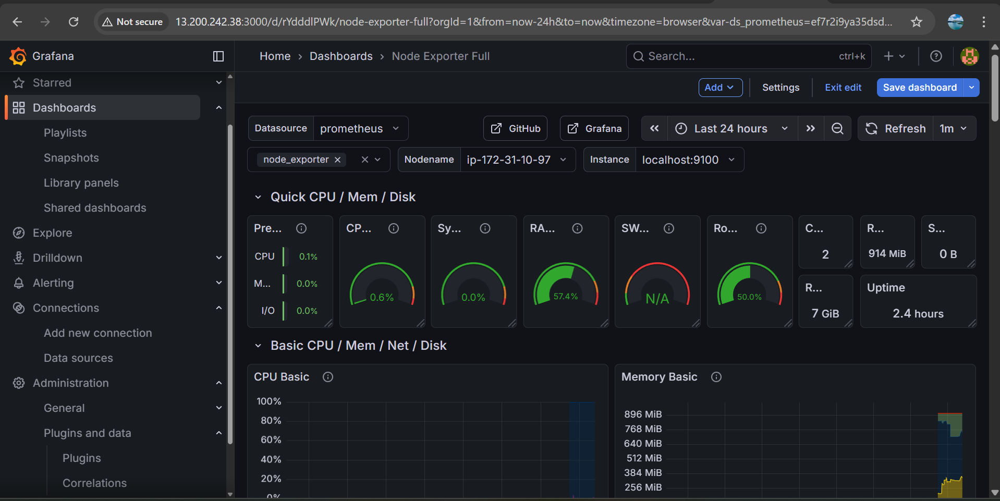 Not secure
13.200.242.38:3000/d/rYdddlPWk/node-exporter-full?orgId=1&from=now-24h&to=now&timezone=browser&var-ds_prometheus=ef7r2i9ya35dsd...
Grafana
Home › Dashboards › Node Exporter Full
Search... ctrl+k
Starred
Dashboards
Playlists
Snapshots
Library panels
Shared dashboards
Explore
Drilldown
Alerting
Connections
Add new connection
Data sources
Administration
General
Plugins and data
Plugins
Correlations
Add
Settings
Exit edit
Save dashboard
Datasource prometheus
GitHub
Grafana
Last 24 hours
Refresh 1m
node_exporter
Nodename ip-172-31-10-97
Instance localhost:9100
Quick CPU / Mem / Disk
Pre...
CPU 0.1%
M... 0.0%
I/O 0.0%
CP...
0.6%
Sy...
0.0%
RA...
57.4%
SW...
N/A
Ro...
50.0%
C...
2
R...
914 MiB
S...
0 B
R...
7 GiB
Uptime
2.4 hours
Basic CPU / Mem / Net / Disk
CPU Basic
100%
80%
60%
40%
20%
0%
Memory Basic
896 MiB
768 MiB
640 MiB
512 MiB
384 MiB
256 MiB